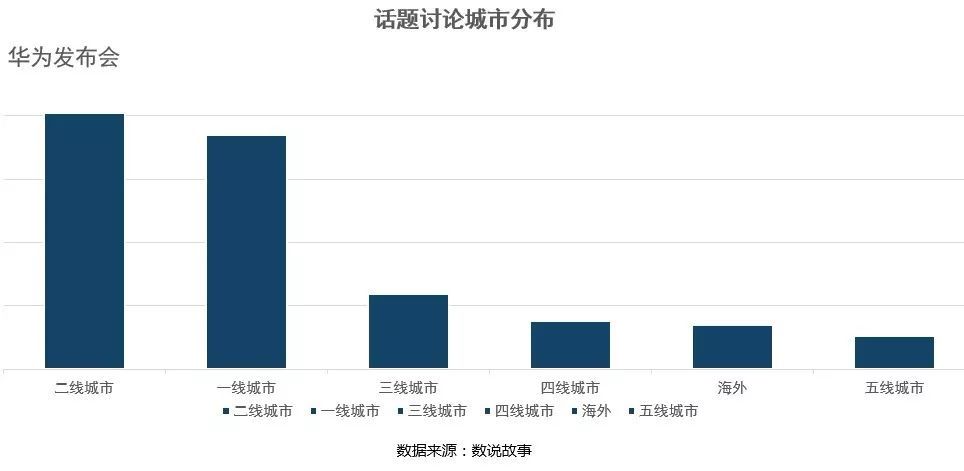 话题讨论城市分布
华为发布会
二线城市 一线城市 三线城市 四线城市 海外 五线城市
二线城市 一线城市 三线城市 四线城市 海外 五线城市
数据来源：数说故事